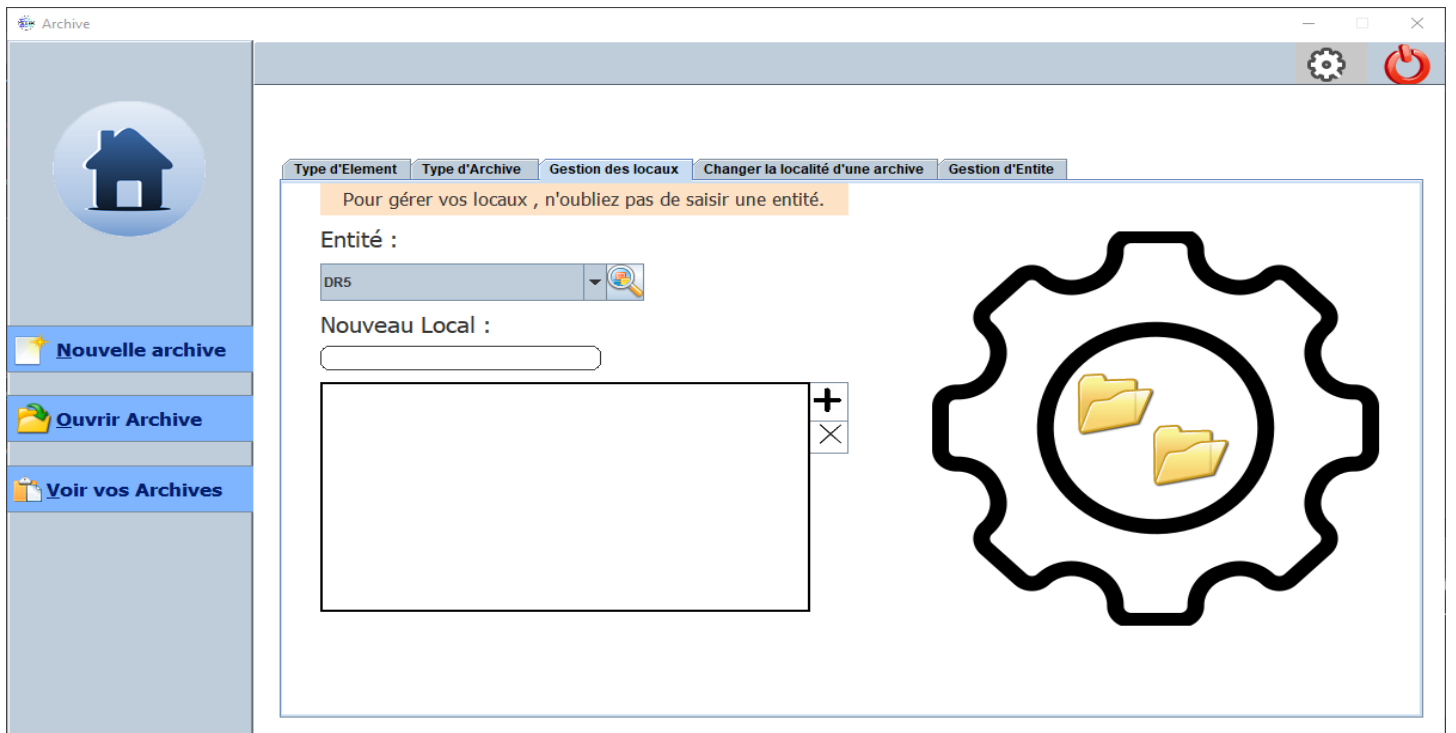 Archive
Type d'Element
Type d'Archive
Gestion des locaux
Changer la localité d'une archive
Gestion d'Entite
Pour gérer vos locaux , n'oubliez pas de saisir une entité.
Entité :
DR5
Nouveau Local :
Nouvelle archive
Ouvrir Archive
Voir vos Archives